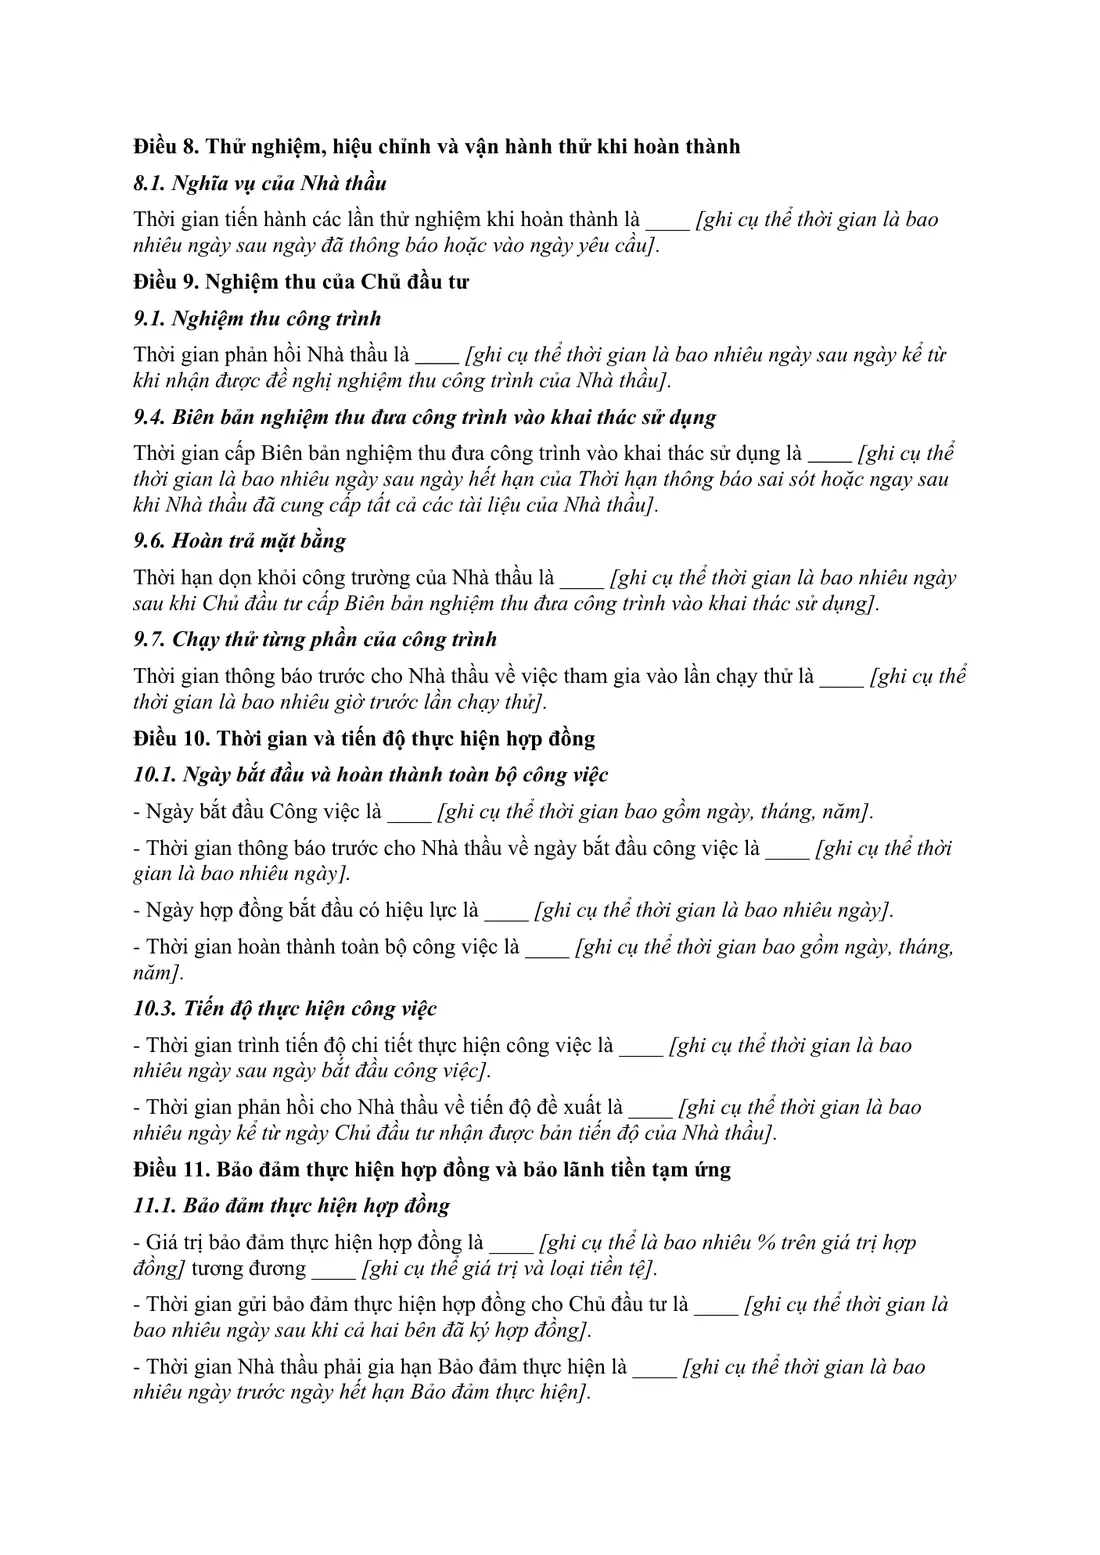 Điều 8. Thử nghiệm, hiệu chỉnh và vận hành thử khi hoàn thành
8.1. Nghĩa vụ của Nhà thầu
Thời gian tiến hành các lần thử nghiệm khi hoàn thành là ____ [ghi cụ thể thời gian là bao
nhiêu ngày sau ngày đã thông báo hoặc vào ngày yêu cầu].
Điều 9. Nghiệm thu của Chủ đầu tư
9.1. Nghiệm thu công trình
Thời gian phản hồi Nhà thầu là ____ [ghi cụ thể thời gian là bao nhiêu ngày sau ngày kể từ
khi nhận được đề nghị nghiệm thu công trình của Nhà thầu].
9.4. Biên bản nghiệm thu đưa công trình vào khai thác sử dụng
Thời gian cấp Biên bản nghiệm thu đưa công trình vào khai thác sử dụng là ____ [ghi cụ thể
thời gian là bao nhiêu ngày sau ngày hết hạn của Thời hạn thông báo sai sót hoặc ngay sau
khi Nhà thầu đã cung cấp tất cả các tài liệu của Nhà thầu].
9.6. Hoàn trả mặt bằng
Thời hạn dọn khỏi công trường của Nhà thầu là ____ [ghi cụ thể thời gian là bao nhiêu ngày
sau khi Chủ đầu tư cấp Biên bản nghiệm thu đưa công trình vào khai thác sử dụng].
9.7. Chạy thử từng phần của công trình
Thời gian thông báo trước cho Nhà thầu về việc tham gia vào lần chạy thử là ____ [ghi cụ thể
thời gian là bao nhiêu giờ trước lần chạy thử].
Điều 10. Thời gian và tiến độ thực hiện hợp đồng
10.1. Ngày bắt đầu và hoàn thành toàn bộ công việc
- Ngày bắt đầu Công việc là ____ [ghi cụ thể thời gian bao gồm ngày, tháng, năm].
- Thời gian thông báo trước cho Nhà thầu về ngày bắt đầu công việc là ____ [ghi cụ thể thời
gian là bao nhiêu ngày].
- Ngày hợp đồng bắt đầu có hiệu lực là ____ [ghi cụ thể thời gian là bao nhiêu ngày].
- Thời gian hoàn thành toàn bộ công việc là ____ [ghi cụ thể thời gian bao gồm ngày, tháng,
năm].
10.3. Tiến độ thực hiện công việc
- Thời gian trình tiến độ chi tiết thực hiện công việc là ____ [ghi cụ thể thời gian là bao
nhiêu ngày sau ngày bắt đầu công việc].
- Thời gian phản hồi cho Nhà thầu về tiến độ đề xuất là ____ [ghi cụ thể thời gian là bao
nhiêu ngày kể từ ngày Chủ đầu tư nhận được bản tiến độ của Nhà thầu].
Điều 11. Bảo đảm thực hiện hợp đồng và bảo lãnh tiền tạm ứng
11.1. Bảo đảm thực hiện hợp đồng
- Giá trị bảo đảm thực hiện hợp đồng là ____ [ghi cụ thể là bao nhiêu % trên giá trị hợp
đồng] tương đương ____ [ghi cụ thể giá trị và loại tiền tệ].
- Thời gian gửi bảo đảm thực hiện hợp đồng cho Chủ đầu tư là ____ [ghi cụ thể thời gian là
bao nhiêu ngày sau khi cả hai bên đã ký hợp đồng].
- Thời gian Nhà thầu phải gia hạn Bảo đảm thực hiện là ____ [ghi cụ thể thời gian là bao
nhiêu ngày trước ngày hết hạn Bảo đảm thực hiện].